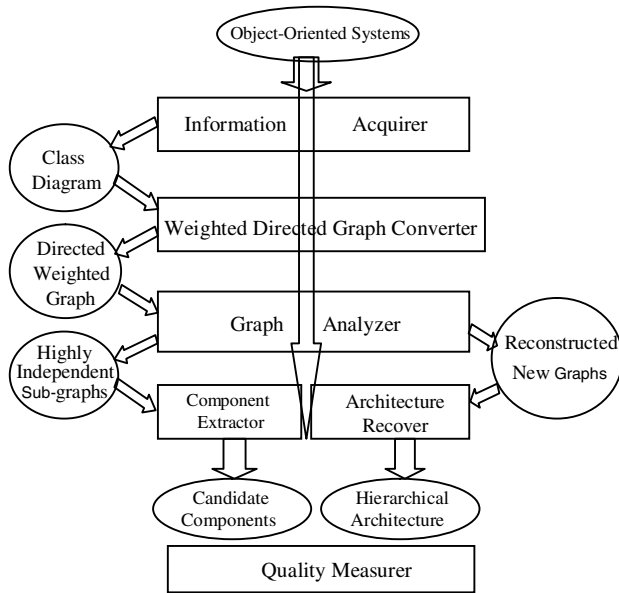 Object-Oriented Systems
Information Acquirer
Class
Diagram
Weighted Directed Graph Converter
Directed
Weighted
Graph
Graph Analyzer
Highly
Independent
Sub-graphs
Reconstructed
New Graphs
Component
Extractor
Architecture
Recover
Candidate
Components
Hierarchical
Architecture
Quality Measurer